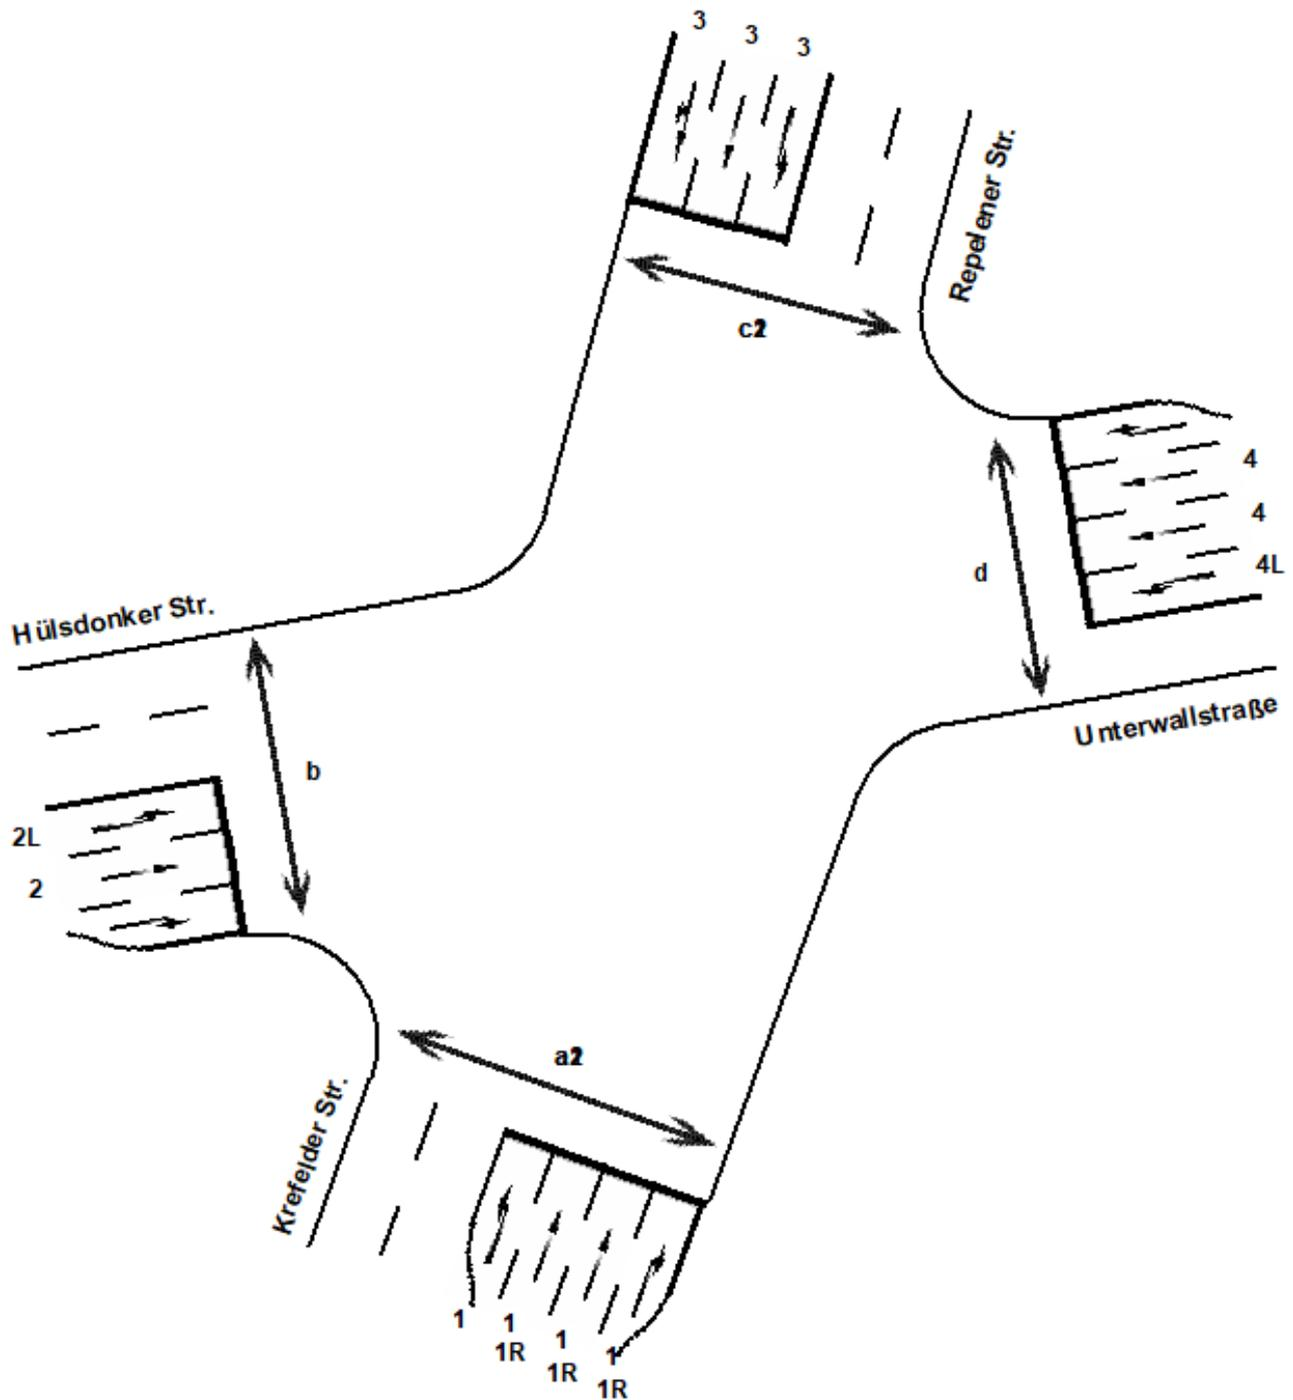 3
3
3
Repelener Str.
c2
4
4
4L
d
Hülsdonker Str.
Unterwallstraße
b
2L
2
a2
Krefelder Str.
1
1
1R
1
1R
1
1R